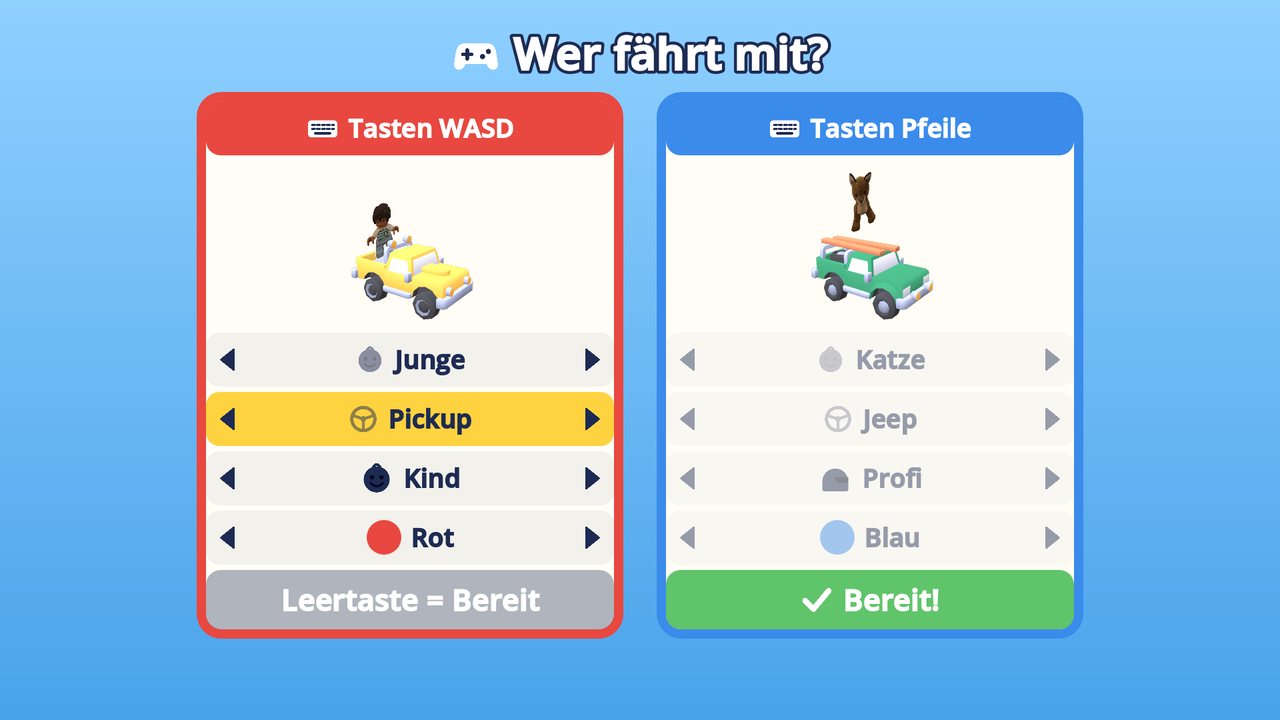 Wer fährt mit?
Tasten WASD
Junge
Pickup
Kind
Rot
Leertaste = Bereit
Tasten Pfeile
Katze
Jeep
Profi
Blau
Bereit!